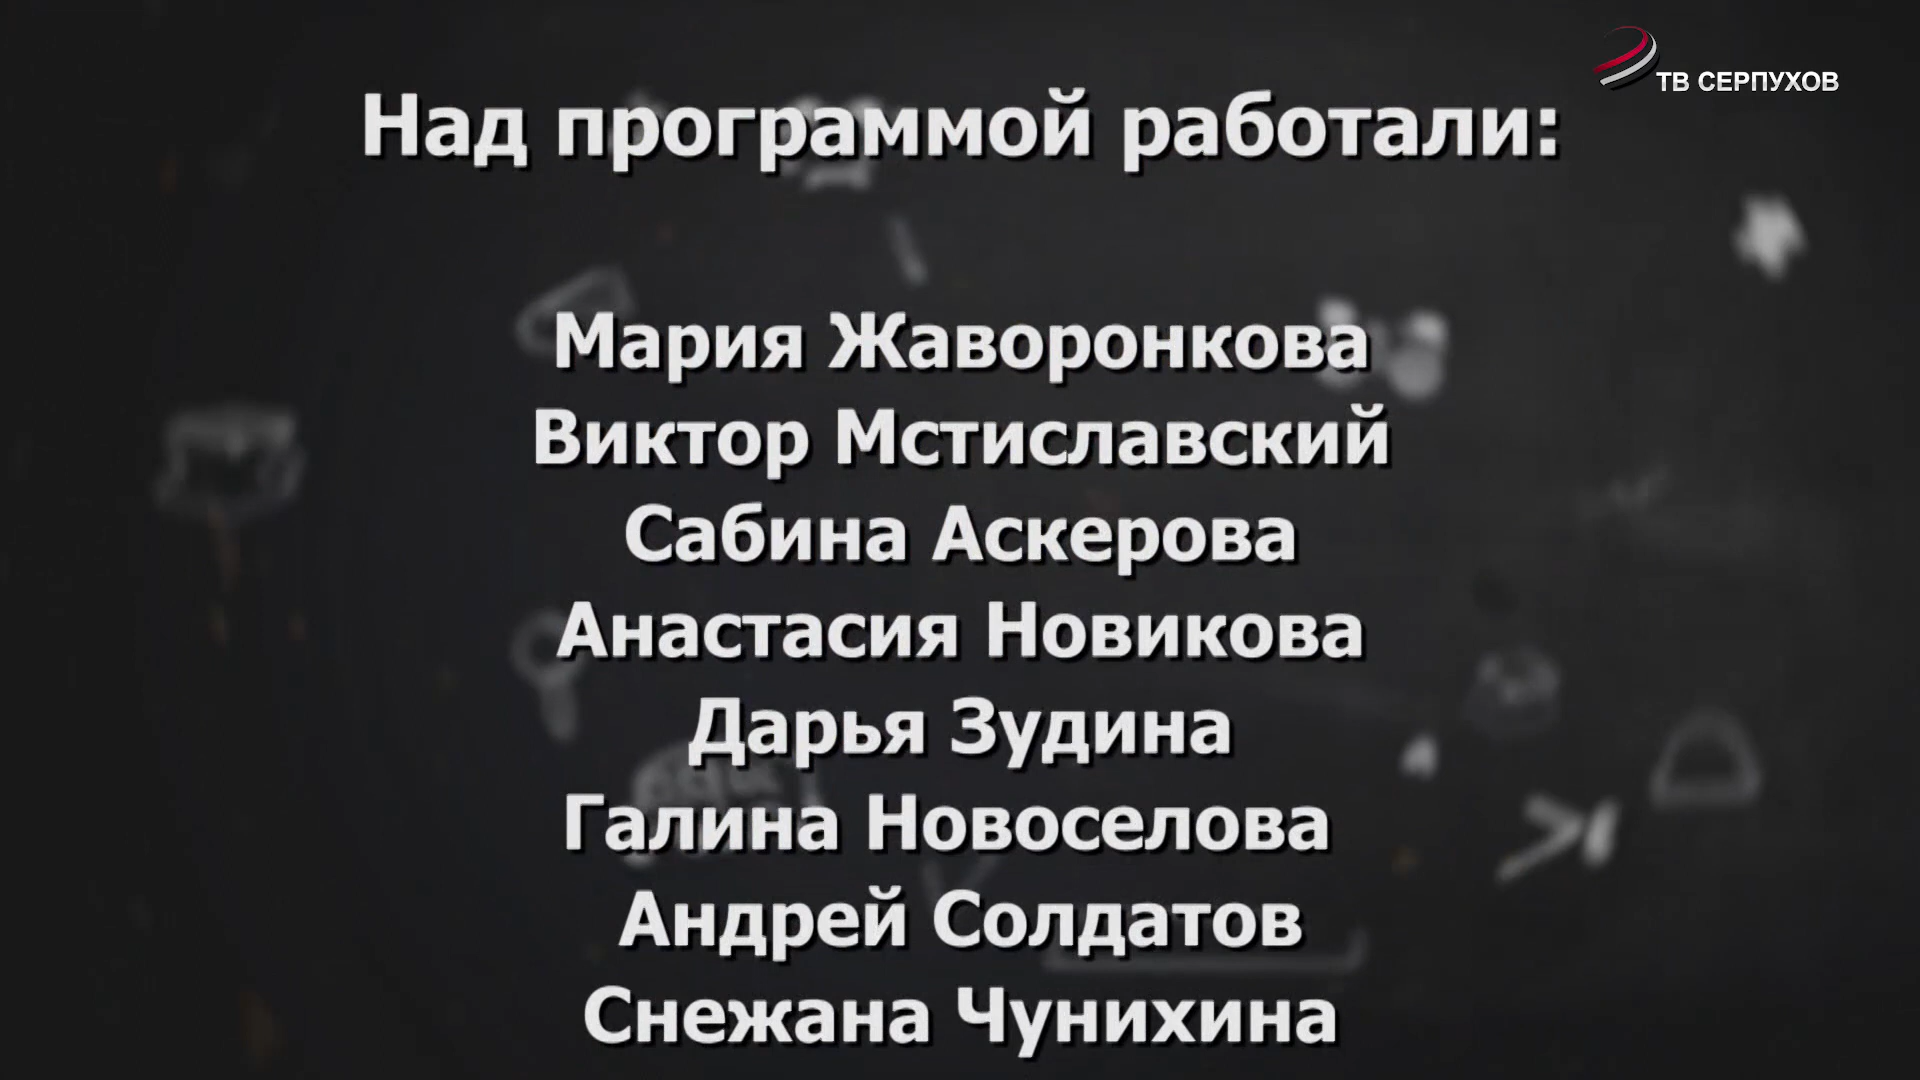 ТВ СЕРПУХОВ
Над программой работали:
Мария Жаворонкова
Виктор Мстиславский
Сабина Аскерова
Анастасия Новикова
Дарья Зудина
Галина Новоселова
Андрей Солдатов
Снежана Чунихина